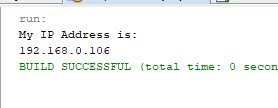 run:
My IP Address is:
192.168.0.106
BUILD SUCCESSFUL (total time: 0 secon